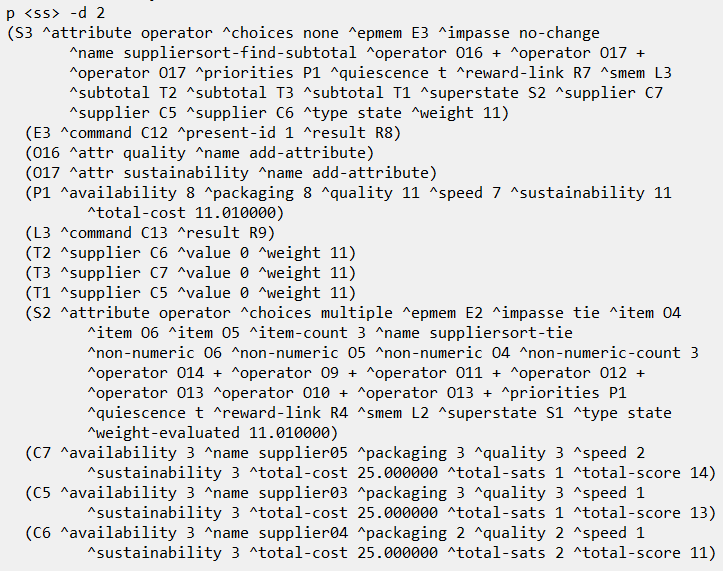 p <ss> -d 2
(S3 ^attribute operator ^choices none ^epmem E3 ^impasse no-change
^name suppliersort-find-subtotal ^operator O16 + ^operator O17 +
^operator O17 ^priorities P1 ^quiescence t ^reward-link R7 ^smem L3
^subtotal T2 ^subtotal T3 ^subtotal T1 ^superstate S2 ^supplier C7
^supplier C5 ^supplier C6 ^type state ^weight 11)
(E3 ^command C12 ^present-id 1 ^result R8)
(O16 ^attr quality ^name add-attribute)
(O17 ^attr sustainability ^name add-attribute)
(P1 ^availability 8 ^packaging 8 ^quality 11 ^speed 7 ^sustainability 11
^total-cost 11.010000)
(L3 ^command C13 ^result R9)
(T2 ^supplier C6 ^value 0 ^weight 11)
(T3 ^supplier C7 ^value 0 ^weight 11)
(T1 ^supplier C5 ^value 0 ^weight 11)
(S2 ^attribute operator ^choices multiple ^epmem E2 ^impasse tie ^item O4
^item O6 ^item O5 ^item-count 3 ^name suppliersort-tie
^non-numeric O6 ^non-numeric O5 ^non-numeric O4 ^non-numeric-count 3
^operator O14 + ^operator O9 + ^operator O11 + ^operator O12 +
^operator O13 ^operator O10 + ^operator O13 + ^priorities P1
^quiescence t ^reward-link R4 ^smem L2 ^superstate S1 ^type state
^weight-evaluated 11.010000)
(C7 ^availability 3 ^name supplier05 ^packaging 3 ^quality 3 ^speed 2
^sustainability 3 ^total-cost 25.000000 ^total-sats 1 ^total-score 14)
(C5 ^availability 3 ^name supplier03 ^packaging 3 ^quality 3 ^speed 1
^sustainability 3 ^total-cost 25.000000 ^total-sats 1 ^total-score 13)
(C6 ^availability 3 ^name supplier04 ^packaging 2 ^quality 2 ^speed 1
^sustainability 3 ^total-cost 25.000000 ^total-sats 2 ^total-score 11)